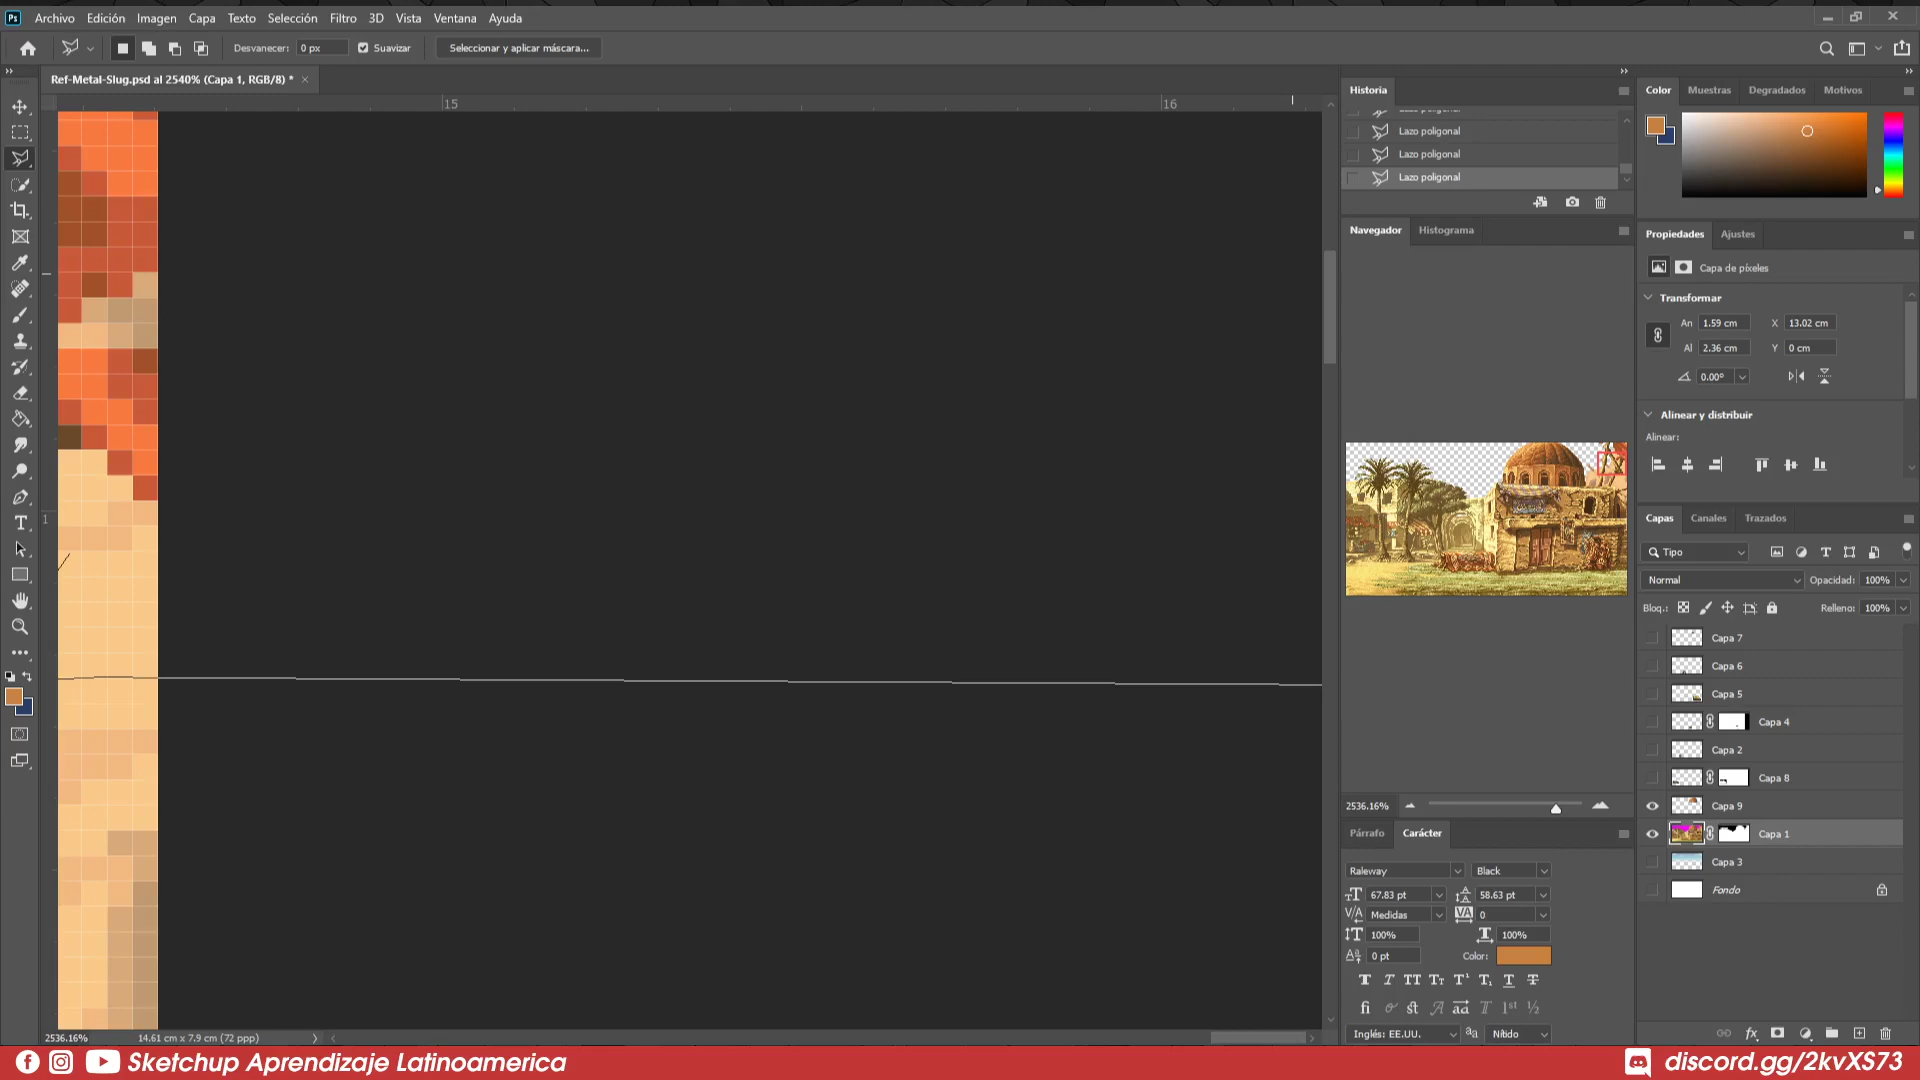 Ps Archivo Edición Imagen Capa Texto Selección Filtro 3D Vista Ventana Ayuda
Desvanecer: 0 px Suavizar Seleccionar y aplicar máscara...
Ref-Metal-Slug.psd al 2540% (Capa 1, RGB/8) *
15 16
1
2536.16% 14.61 cm x 7.9 cm (72 ppp)
Historia
Lazo poligonal
Lazo poligonal
Lazo poligonal
Lazo poligonal
Navegador Histograma
2536.16%
Párrafo Carácter
Raleway Black
67.83 pt 58.63 pt
Medidas 0
100% 100%
0 pt Color:
Inglés: EE.UU. Nítido
Color Muestras Degradados Motivos
Propiedades Ajustes
Capa de píxeles
Transformar
An 1.59 cm X 13.02 cm
Al 2.36 cm Y 0 cm
0.00°
Alinear y distribuir
Alinear:
Capas Canales Trazados
Tipo
Normal Opacidad: 100%
Bloq.: Relleno: 100%
Capa 7
Capa 6
Capa 5
Capa 4
Capa 2
Capa 8
Capa 9
Capa 1
Capa 3
Fondo
Sketchup Aprendizaje Latinoamerica
discord.gg/2kvXS73